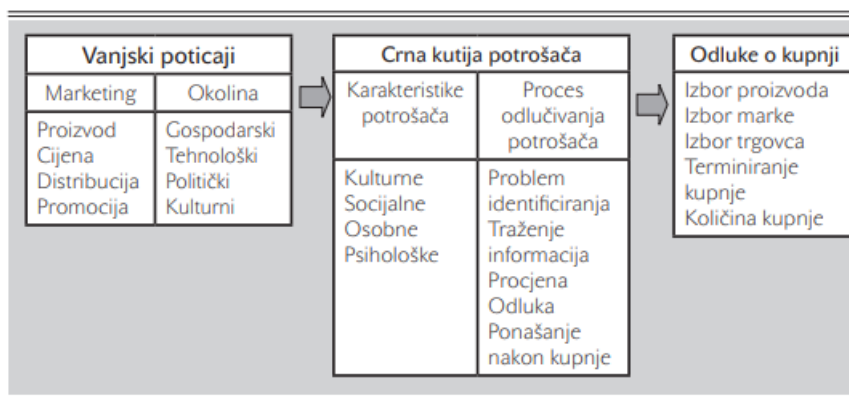 Vanjski poticaji
Marketing
Okolina
Proizvod
Cijena
Distribucija
Promocija
Gospodarski
Tehnološki
Politički
Kulturni
Crna kutija potrošača
Karakteristike
potrošača
Proces
odlučivanja
potrošača
Kulturne
Socijalne
Osobne
Psihološke
Problem
identificiranja
Traženje
informacija
Procjena
Odluka
Ponašanje
nakon kupnje
Odluke o kupnji
Izbor proizvoda
Izbor marke
Izbor trgovca
Terminiranje
kupnje
Količina kupnje